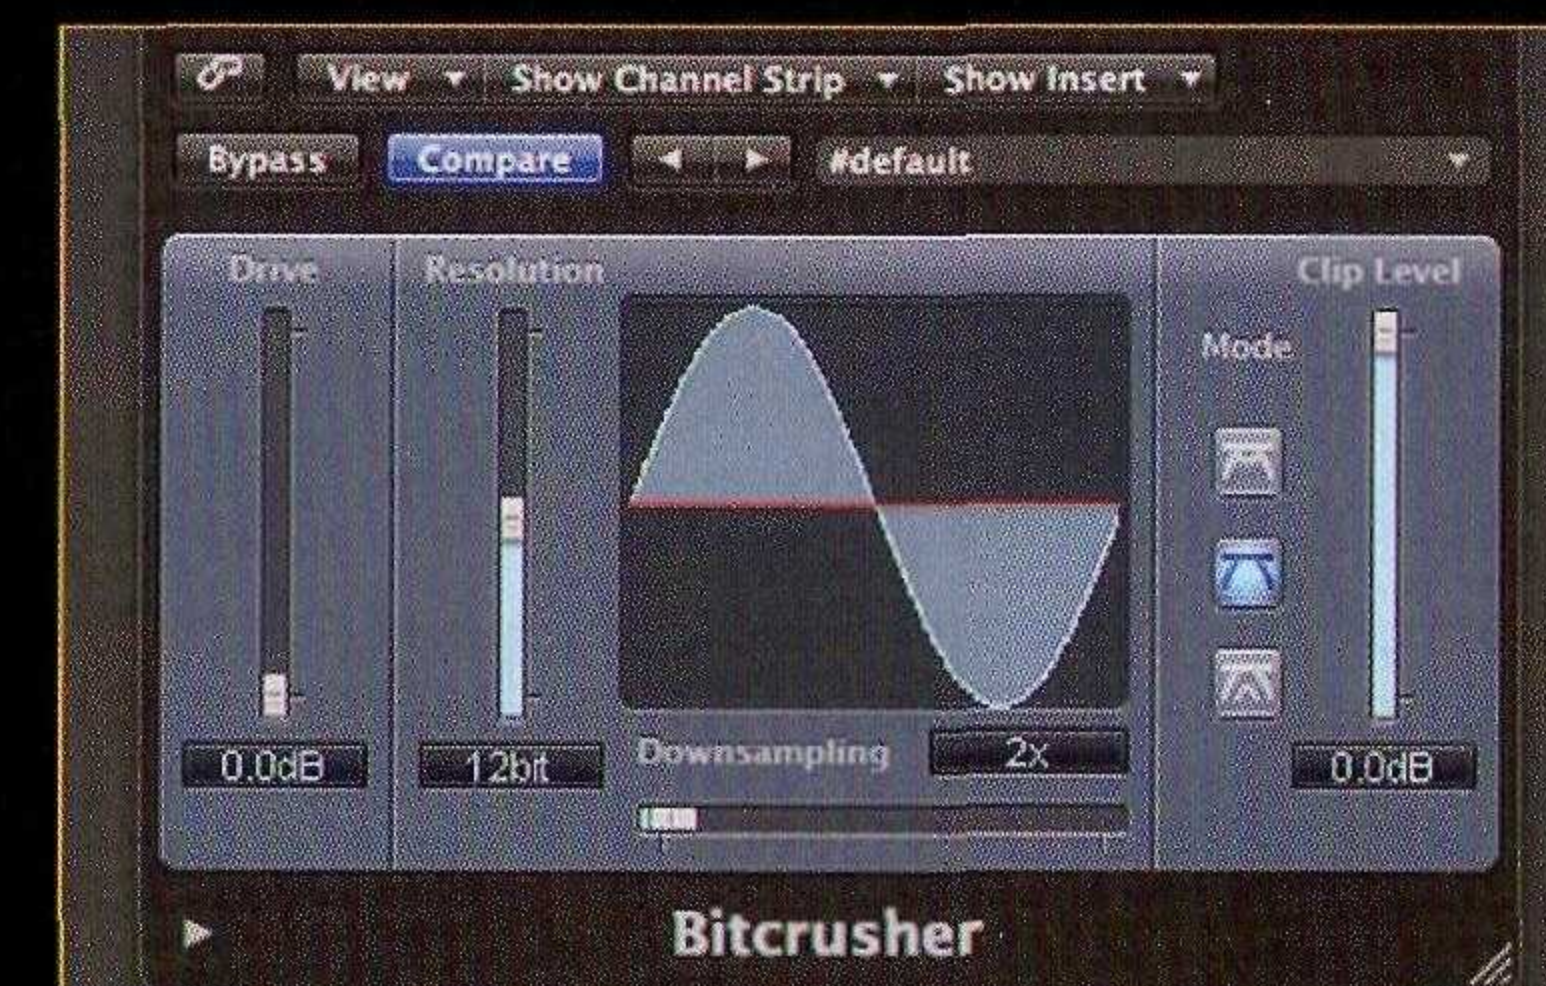 View Show Channel Strip Show Insert
Bypass Compare #default
Drive Resolution Clip Level
Mode
0.0dB 12bit Downsampling 2x 0.0dB
Bitcrusher